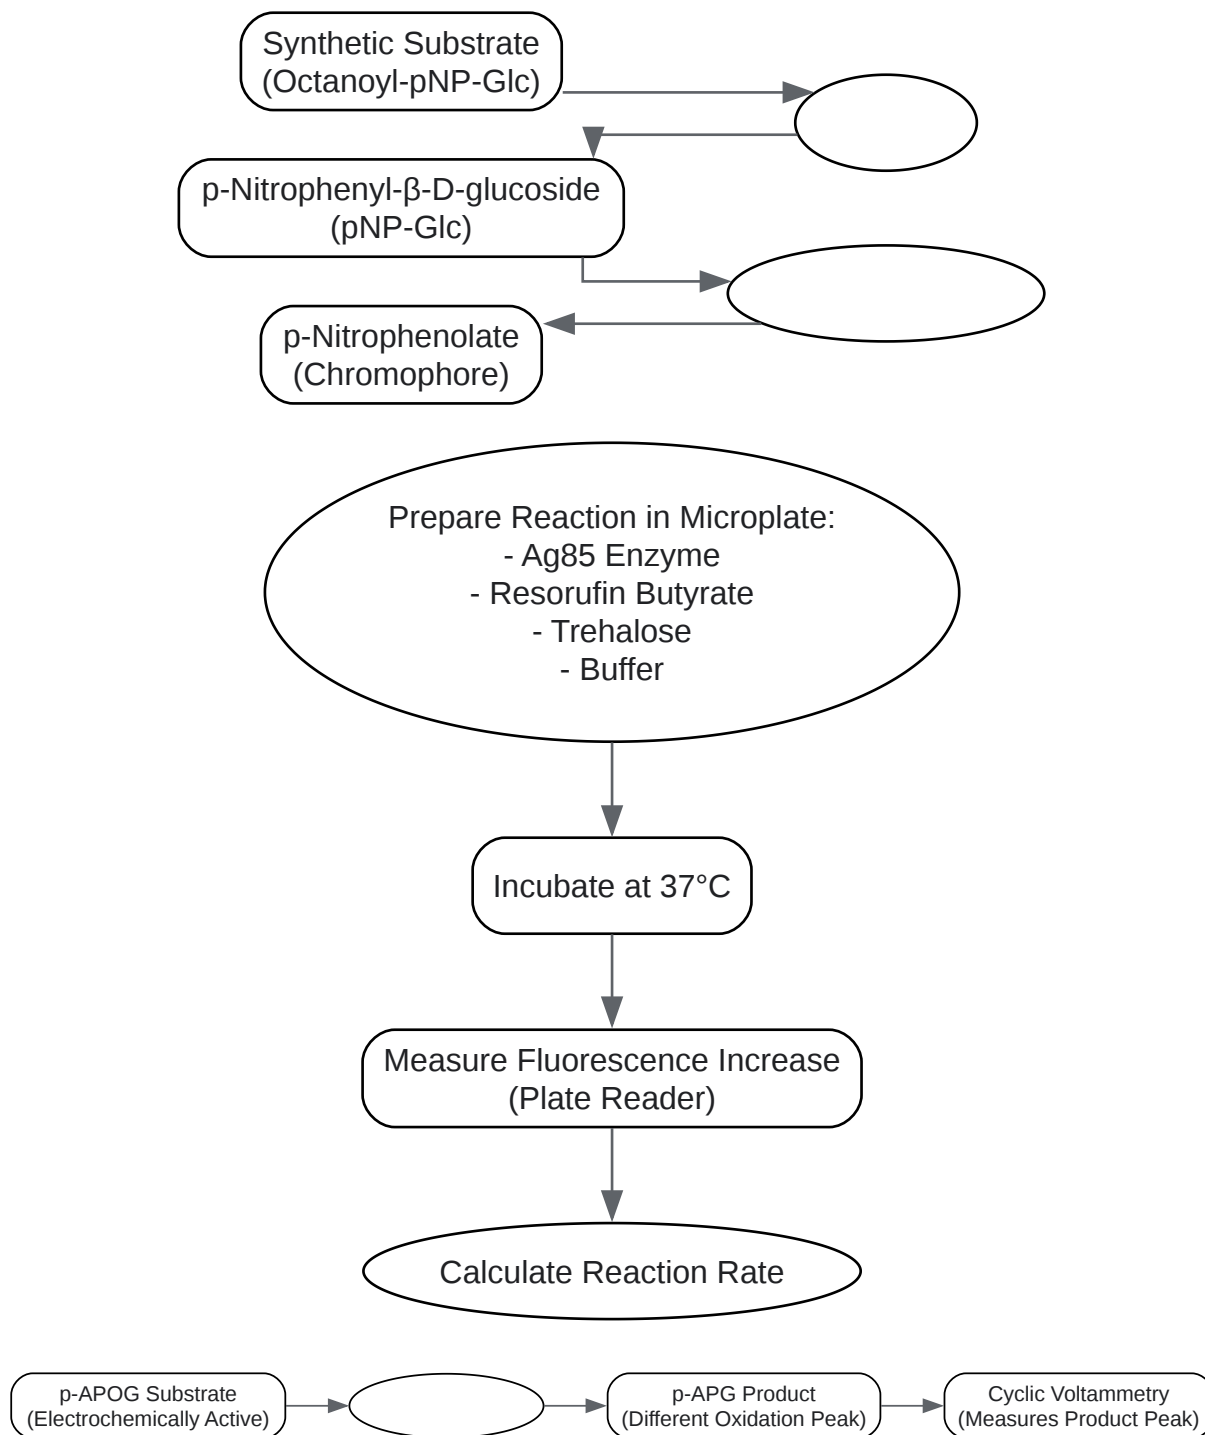 Synthetic Substrate
(Octanoyl-pNP-Glc)
p-Nitrophenyl-β-D-glucoside
(pNP-Glc)
p-Nitrophenolate
(Chromophore)
Prepare Reaction in Microplate:
- Ag85 Enzyme
- Resorufin Butyrate
- Trehalose
- Buffer
Incubate at 37°C
Measure Fluorescence Increase
(Plate Reader)
Calculate Reaction Rate
p-APOG Substrate
(Electrochemically Active)
p-APG Product
(Different Oxidation Peak)
Cyclic Voltammetry
(Measures Product Peak)